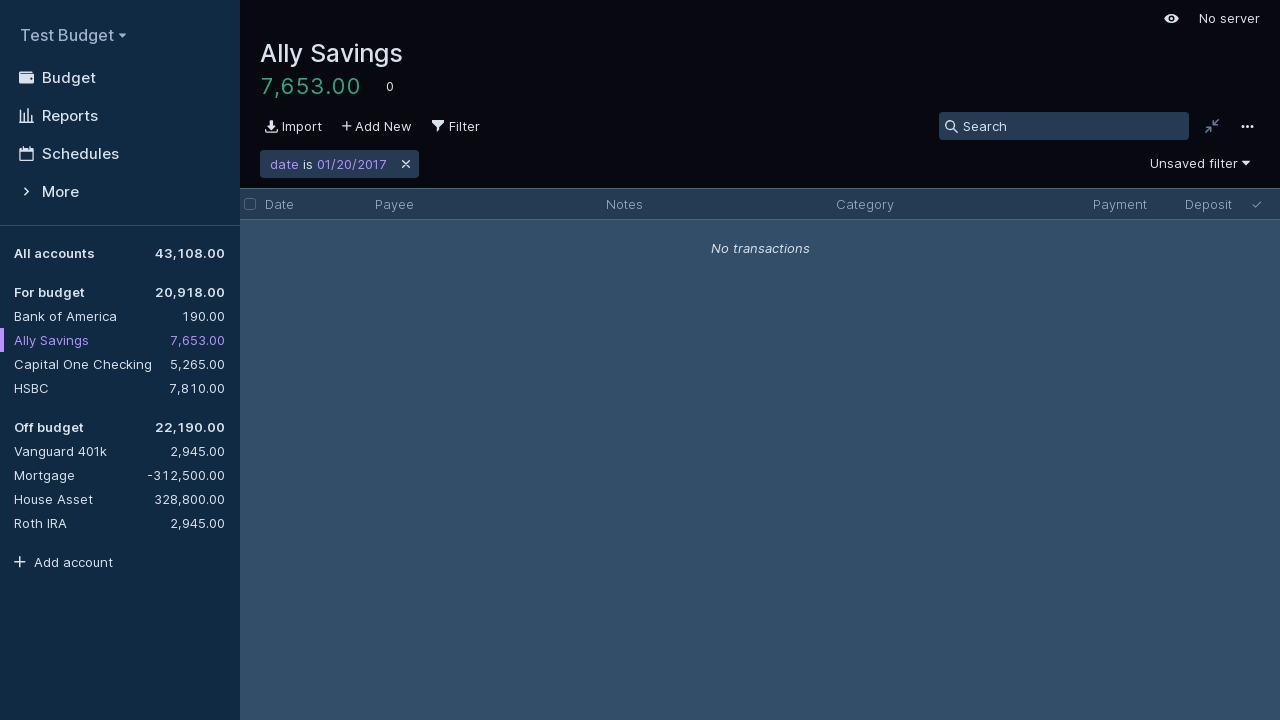 Test Budget
Budget
Reports
Schedules
More
All accounts 43,108.00
For budget 20,918.00
Bank of America 190.00
Ally Savings 7,653.00
Capital One Checking 5,265.00
HSBC 7,810.00
Off budget 22,190.00
Vanguard 401k 2,945.00
Mortgage -312,500.00
House Asset 328,800.00
Roth IRA 2,945.00
Add account
No server
Ally Savings
7,653.00 0
Import Add New Filter Search
date is 01/20/2017 Unsaved filter
Date Payee Notes Category Payment Deposit
No transactions